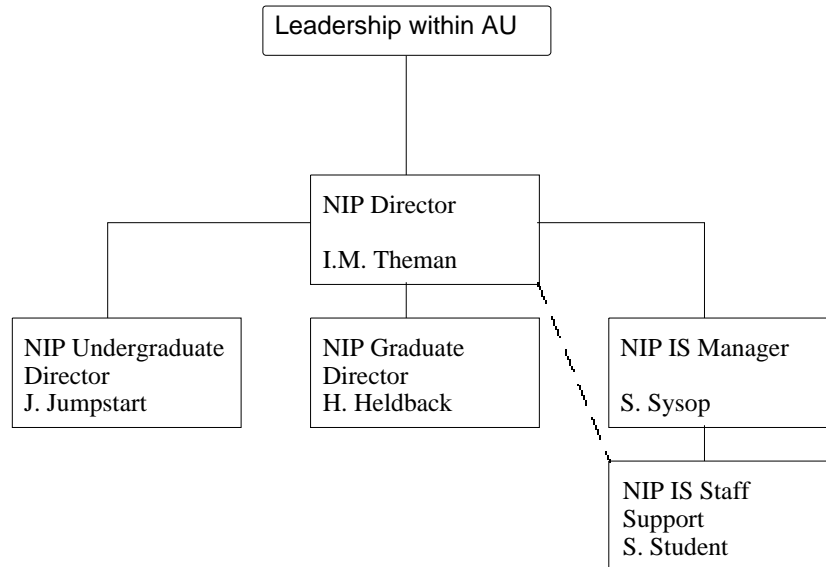 Leadership within AU
NIP Director
I.M. Theman
NIP Undergraduate
Director
J. Jumpstart
NIP Graduate
Director
H. Heldback
NIP IS Manager
S. Sysop
NIP IS Staff
Support
S. Student